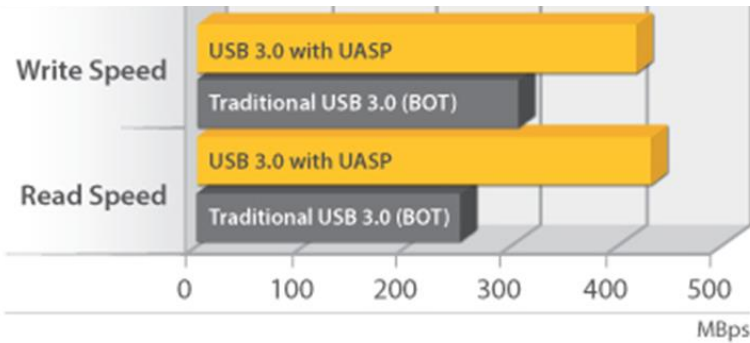 Write Speed
USB 3.0 with UASP
Traditional USB 3.0 (BOT)
Read Speed
USB 3.0 with UASP
Traditional USB 3.0 (BOT)
0 100 200 300 400 500
MBps